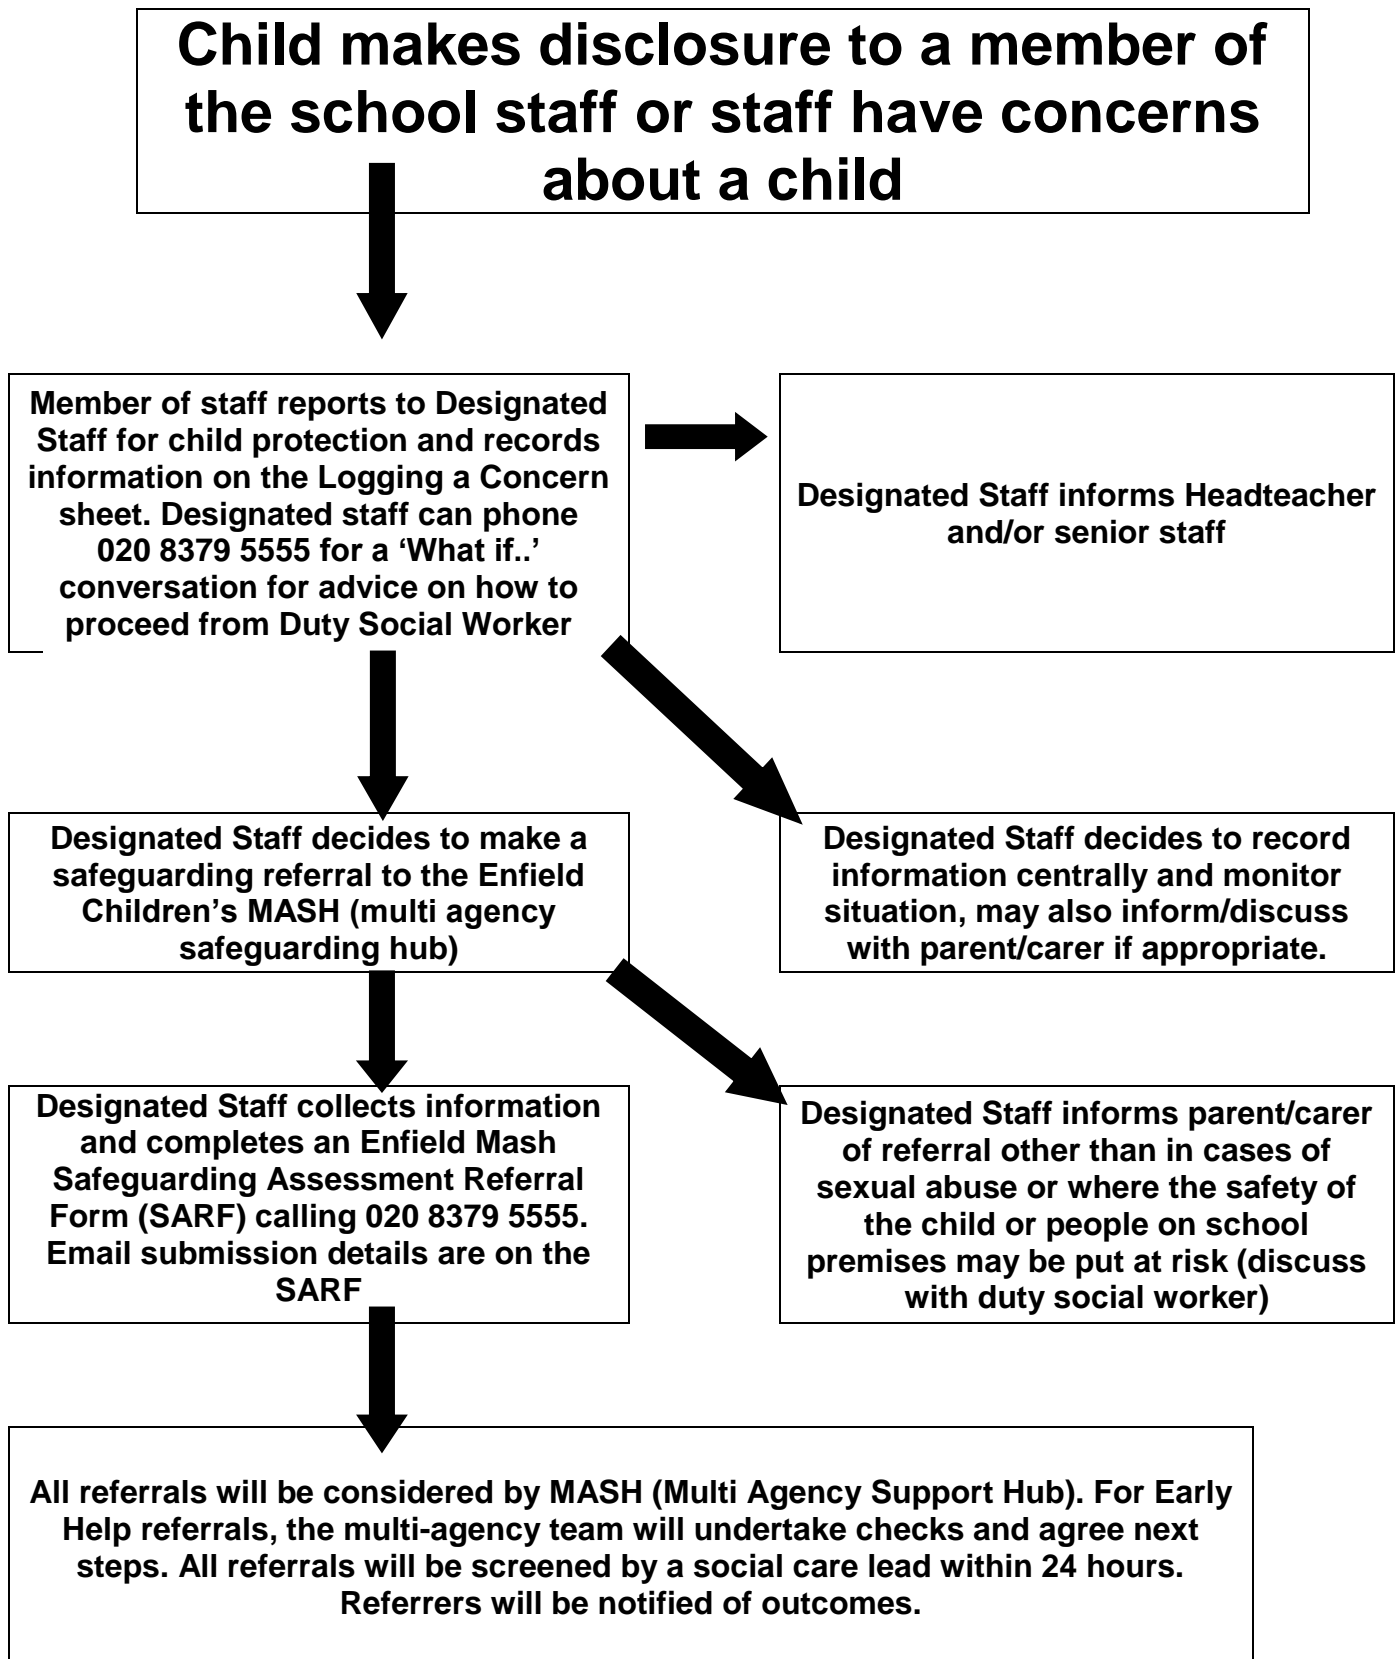 Child makes disclosure to a member of
the school staff or staff have concerns
about a child
Member of staff reports to Designated
Staff for child protection and records
information on the Logging a Concern
sheet. Designated staff can phone
020 8379 5555 for a ‘What if..’
conversation for advice on how to
proceed from Duty Social Worker
Designated Staff informs Headteacher
and/or senior staff
Designated Staff decides to make a
safeguarding referral to the Enfield
Children’s MASH (multi agency
safeguarding hub)
Designated Staff decides to record
information centrally and monitor
situation, may also inform/discuss
with parent/carer if appropriate.
Designated Staff collects information
and completes an Enfield Mash
Safeguarding Assessment Referral
Form (SARF) calling 020 8379 5555.
Email submission details are on the
SARF
Designated Staff informs parent/carer
of referral other than in cases of
sexual abuse or where the safety of
the child or people on school
premises may be put at risk (discuss
with duty social worker)
All referrals will be considered by MASH (Multi Agency Support Hub). For Early
Help referrals, the multi-agency team will undertake checks and agree next
steps. All referrals will be screened by a social care lead within 24 hours.
Referrers will be notified of outcomes.